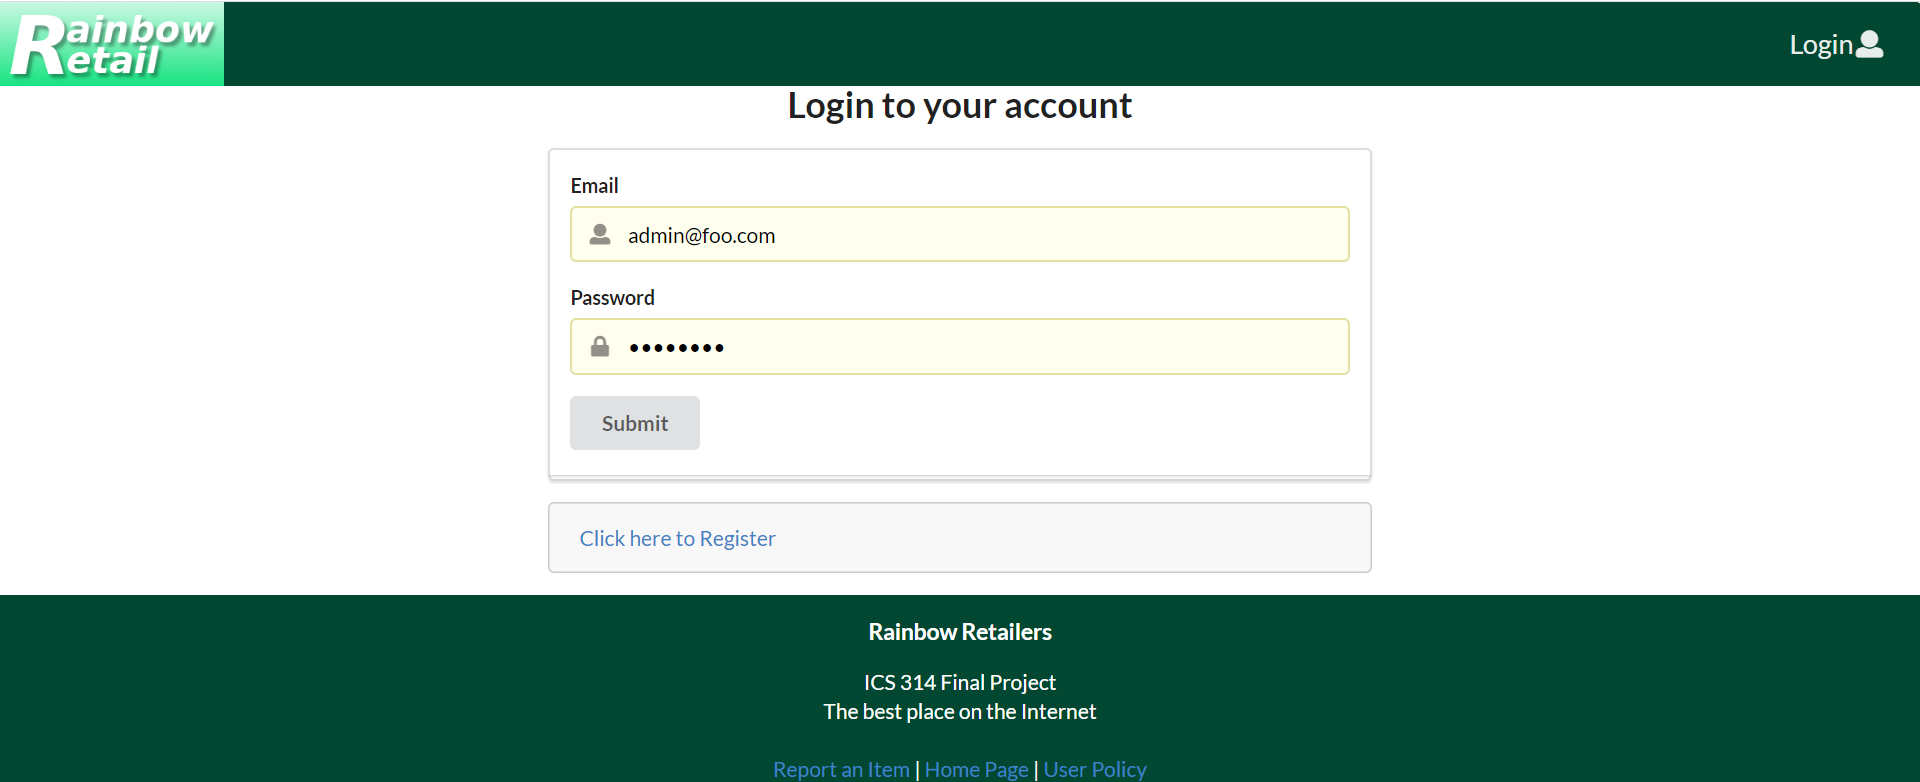 Rainbow
Retail
Login
Login to your account
Email
admin@foo.com
Password
••••••••
Submit
Click here to Register
Rainbow Retailers
ICS 314 Final Project
The best place on the Internet
Report an Item | Home Page | User Policy